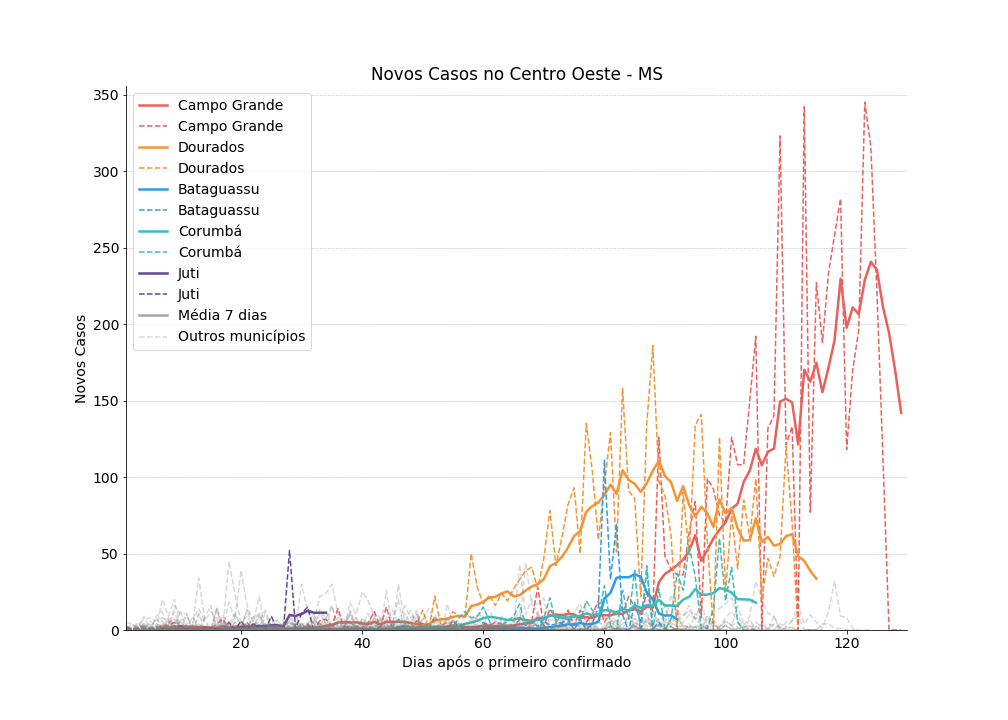 Novos Casos no Centro Oeste - MS
350
300
250
200
150
100
50
0
Novos Casos
Campo Grande
Campo Grande
Dourados
Dourados
Bataguassu
Bataguassu
Corumbá
Corumbá
Juti
Juti
Média 7 dias
Outros municípios
20 40 60 80 100 120
Dias após o primeiro confirmado